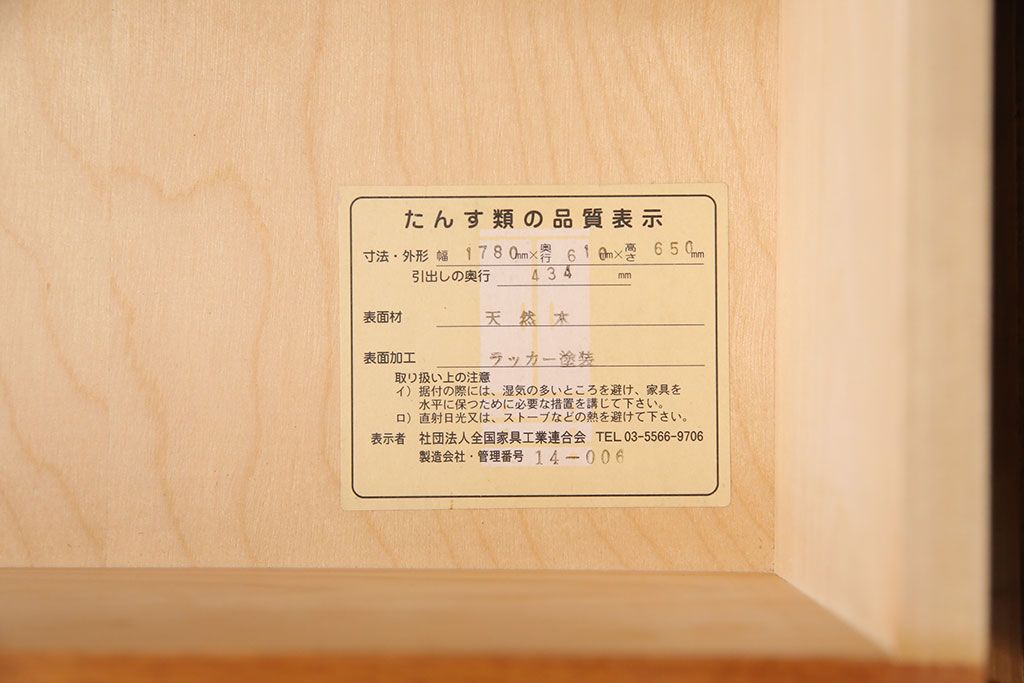 たんす類の品質表示
寸法・外形 幅 1780mm×奥行 610mm×高さ 650mm
引出しの奥行 434 mm
表面材 天然木
表面加工 ラッカー塗装
取り扱い上の注意
イ）据付の際には、湿気の多いところを避け、家具を
水平に保つために必要な措置を講じて下さい。
ロ）直射日光又は、ストーブなどの熱を避けて下さい。
表示者 社団法人全国家具工業連合会 TEL 03-5566-9706
製造会社・管理番号 14-006